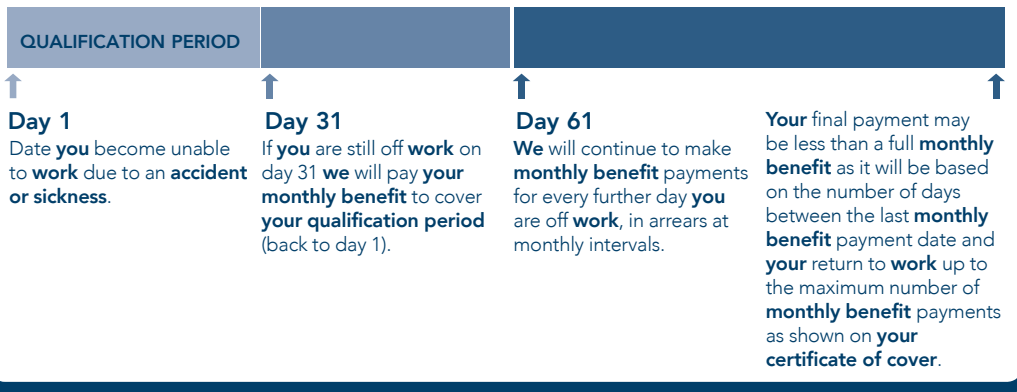 QUALIFICATION PERIOD
Day 1
Date you become unable
to work due to an accident
or sickness.
Day 31
If you are still off work on
day 31 we will pay your
monthly benefit to cover
your qualification period
(back to day 1).
Day 61
We will continue to make
monthly benefit payments
for every further day you
are off work, in arrears at
monthly intervals.
Your final payment may
be less than a full monthly
benefit as it will be based
on the number of days
between the last monthly
benefit payment date and
your return to work up to
the maximum number of
monthly benefit payments
as shown on your
certificate of cover.